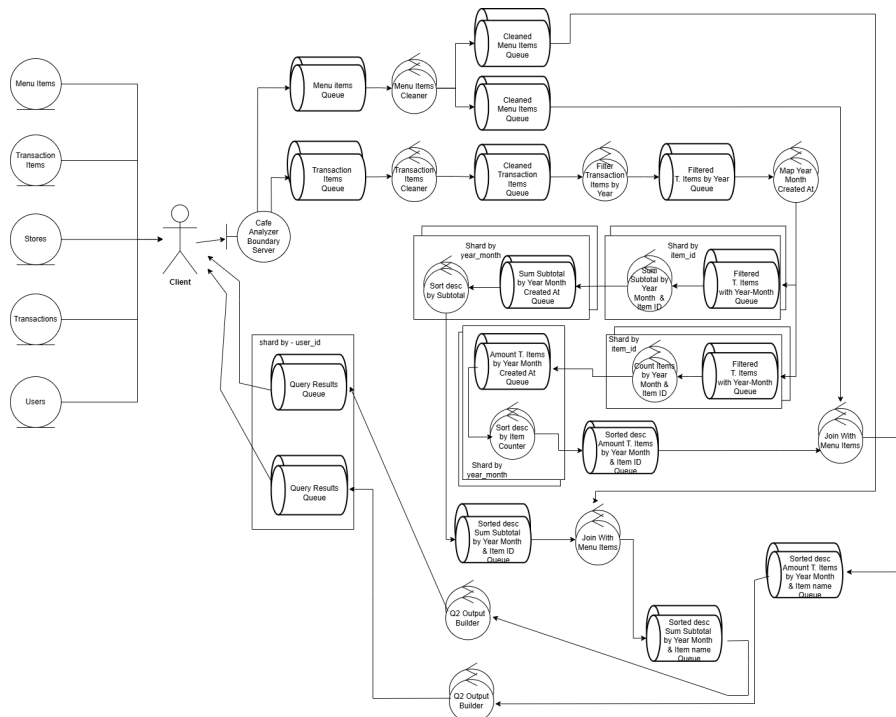 Menu Items
Transaction
Items
Stores
Transactions
Users
Client
Cafe
Analyzer
Boundary
Server
Menu items
Queue
Menu Items
Cleaner
Cleaned
Menu Items
Queue
Cleaned
Menu Items
Queue
Transaction
Items
Queue
Transaction
Items
Cleaner
Cleaned
Transaction
Items
Queue
Filter
Transaction
Items by
Year
Filtered
T. Items by Year
Queue
Map Year
Month
Created At
Shard by
year_month
Sort desc
by Subtotal
Sum Subtotal
by Year Month
Created At
Queue
Shard by
item_id
Sum
Subtotal by
Year
Month &
Item ID
Filtered
T. Items
with Year-Month
Queue
Amount T. Items
by Year Month
Created At
Queue
Sort desc
by Item
Counter
Shard by
year_month
Shard by
item_id
Count Items
by Year
Month &
Item ID
Filtered
T. Items
with Year-Month
Queue
Sorted desc
Amount T. Items
by Year Month
& Item ID
Queue
Join With
Menu Items
shard by - user_id
Query Results
Queue
Query Results
Queue
Sorted desc
Sum Subtotal
by Year Month
& Item ID
Queue
Join With
Menu Items
Sorted desc
Amount T. Items
by Year Month
& Item name
Queue
Q2 Output
Builder
Sorted desc
Sum Subtotal
by Year Month
& Item name
Queue
Q2 Output
Builder